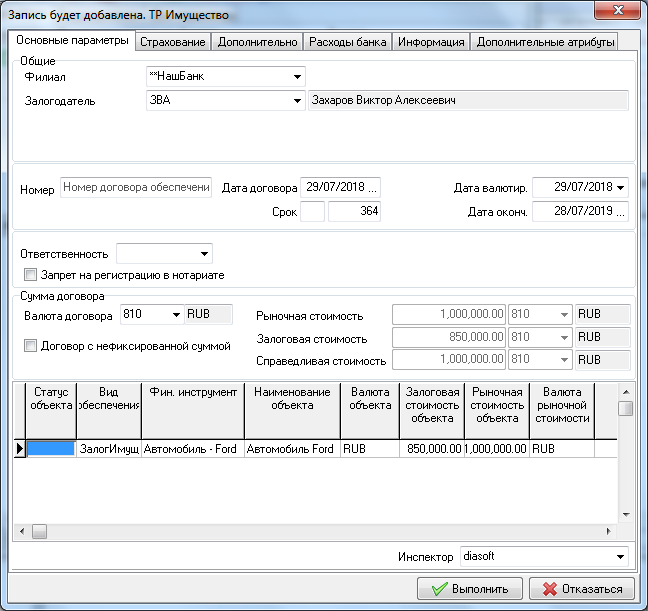 Запись будет добавлена. ТР Имущество
Основные параметры Страхование Дополнительно Расходы банка Информация Дополнительные атрибуты
Общие
Филиал **НашБанк
Залогодатель ЗВА Захаров Виктор Алексеевич
Номер Номер договора обеспечени Дата договора 29/07/2018 ... Дата валютир. 29/07/2018
Срок 364 Дата оконч. 28/07/2019 ...
Ответственность
Запрет на регистрацию в нотариате
Сумма договора
Валюта договора 810 RUB Рыночная стоимость 1,000,000.00 810 RUB
Договор с нефиксированной суммой Залоговая стоимость 850,000.00 810 RUB
Справедливая стоимость 1,000,000.00 810 RUB
Статус Вид Фин. инструмент Наименование Валюта Залоговая Рыночная Валюта
объекта обеспечения объекта объекта стоимость стоимость рыночной
объекта объекта стоимости
ЗалогИмущ Автомобиль - Ford Автомобиль Ford RUB 850,000.00 1,000,000.00 RUB
Инспектор diasoft
Выполнить Отказаться